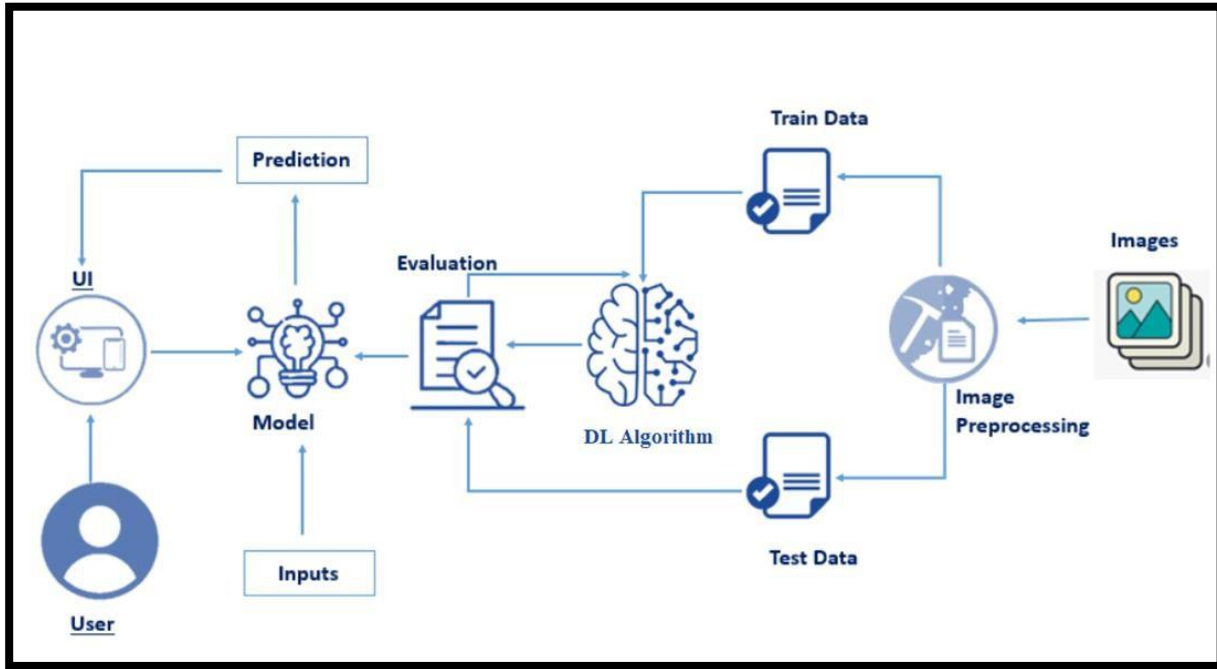 Train Data
Prediction
Images
Evaluation
UI
Image
Preprocessing
Model
DL Algorithm
Test Data
Inputs
User